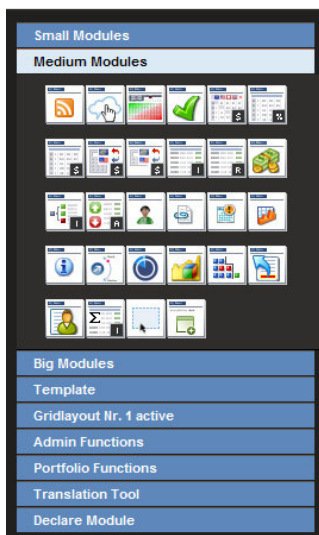 Small Modules
Medium Modules
$
%
$
$
$
I
R
I
A
Σ
I
Big Modules
Template
Gridlayout Nr. 1 active
Admin Functions
Portfolio Functions
Translation Tool
Declare Module